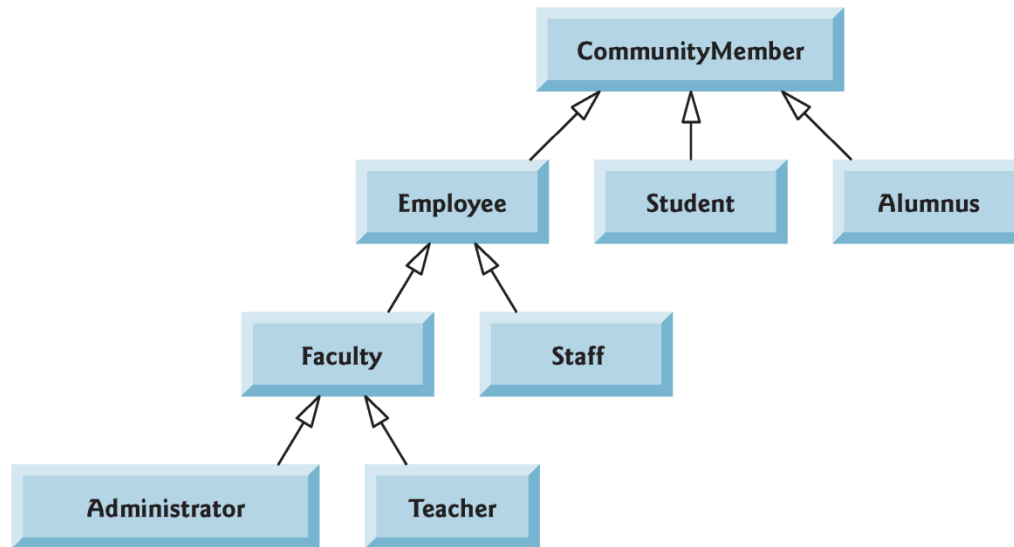 CommunityMember
Employee
Student
Alumnus
Faculty
Staff
Administrator
Teacher